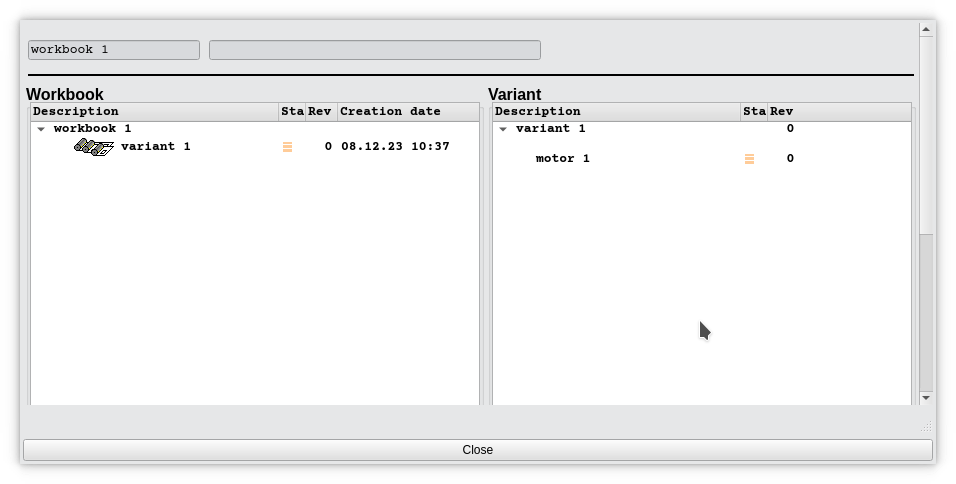 workbook 1
Workbook Variant
Description Sta Rev Creation date Description Sta Rev
workbook 1 variant 1 0
variant 1 0 08.12.23 10:37
motor 1 0
Close